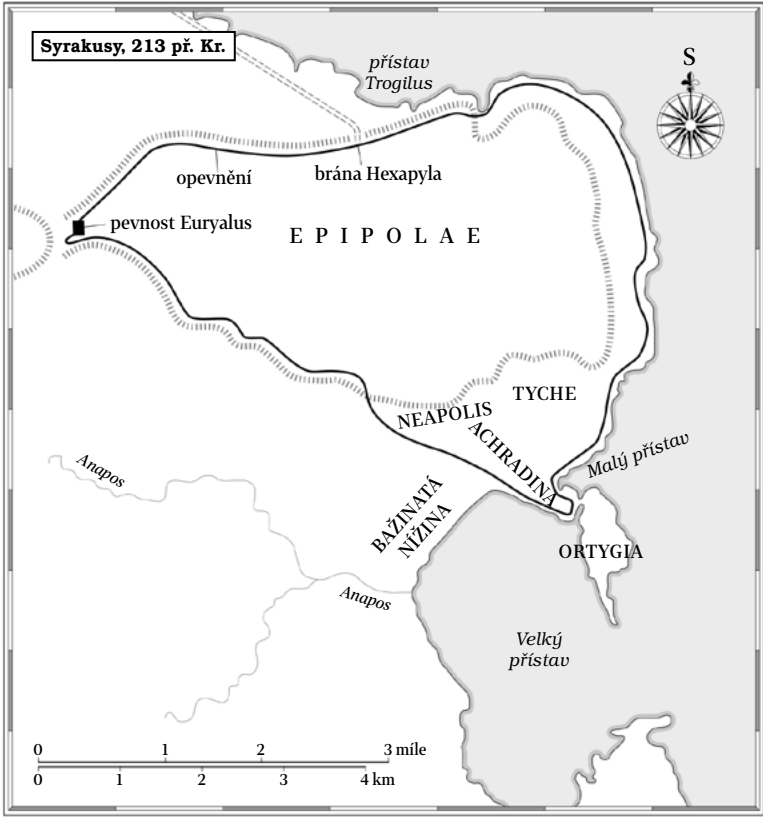 Syrakusy, 213 př. Kr.
přístav
Trogilus
S
opevnění
brána Hexapyla
pevnost Euryalus
EPIPOLAE
TYCHE
NEAPOLIS
ACHRADINA
Malý přístav
Anapos
BAŽINATÁ
NÍŽINA
ORTYGIA
Anapos
Velký
přístav
0 1 2 3 míle
0 1 2 3 4 km